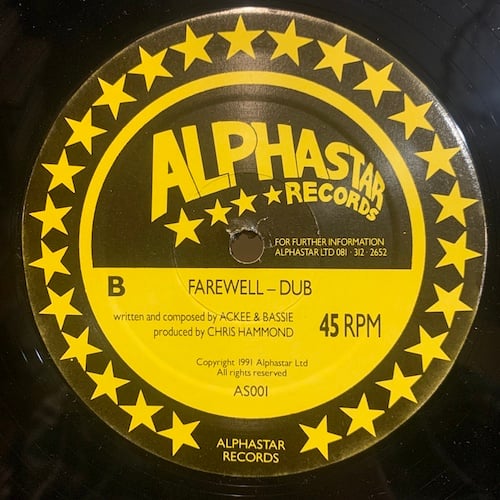 ALPHASTAR
RECORDS
FOR FURTHER INFORMATION
ALPHASTAR LTD 081 · 312 · 2652
B
FAREWELL – DUB
written and composed by ACKEE & BASSIE
produced by CHRIS HAMMOND
45 RPM
Copyright 1991 Alphastar Ltd
All rights reserved
AS001
ALPHASTAR
RECORDS